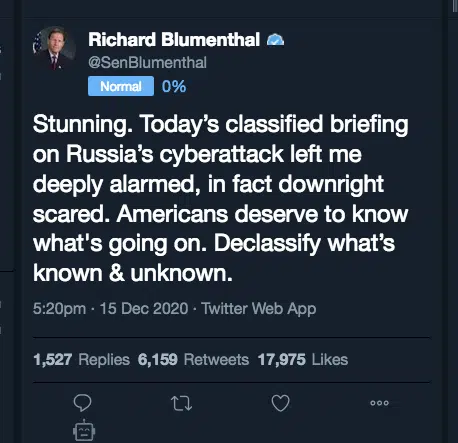 Richard Blumenthal
@SenBlumenthal
Normal 0%
Stunning. Today’s classified briefing
on Russia’s cyberattack left me
deeply alarmed, in fact downright
scared. Americans deserve to know
what's going on. Declassify what’s
known & unknown.
5:20pm · 15 Dec 2020 · Twitter Web App
1,527 Replies 6,159 Retweets 17,975 Likes